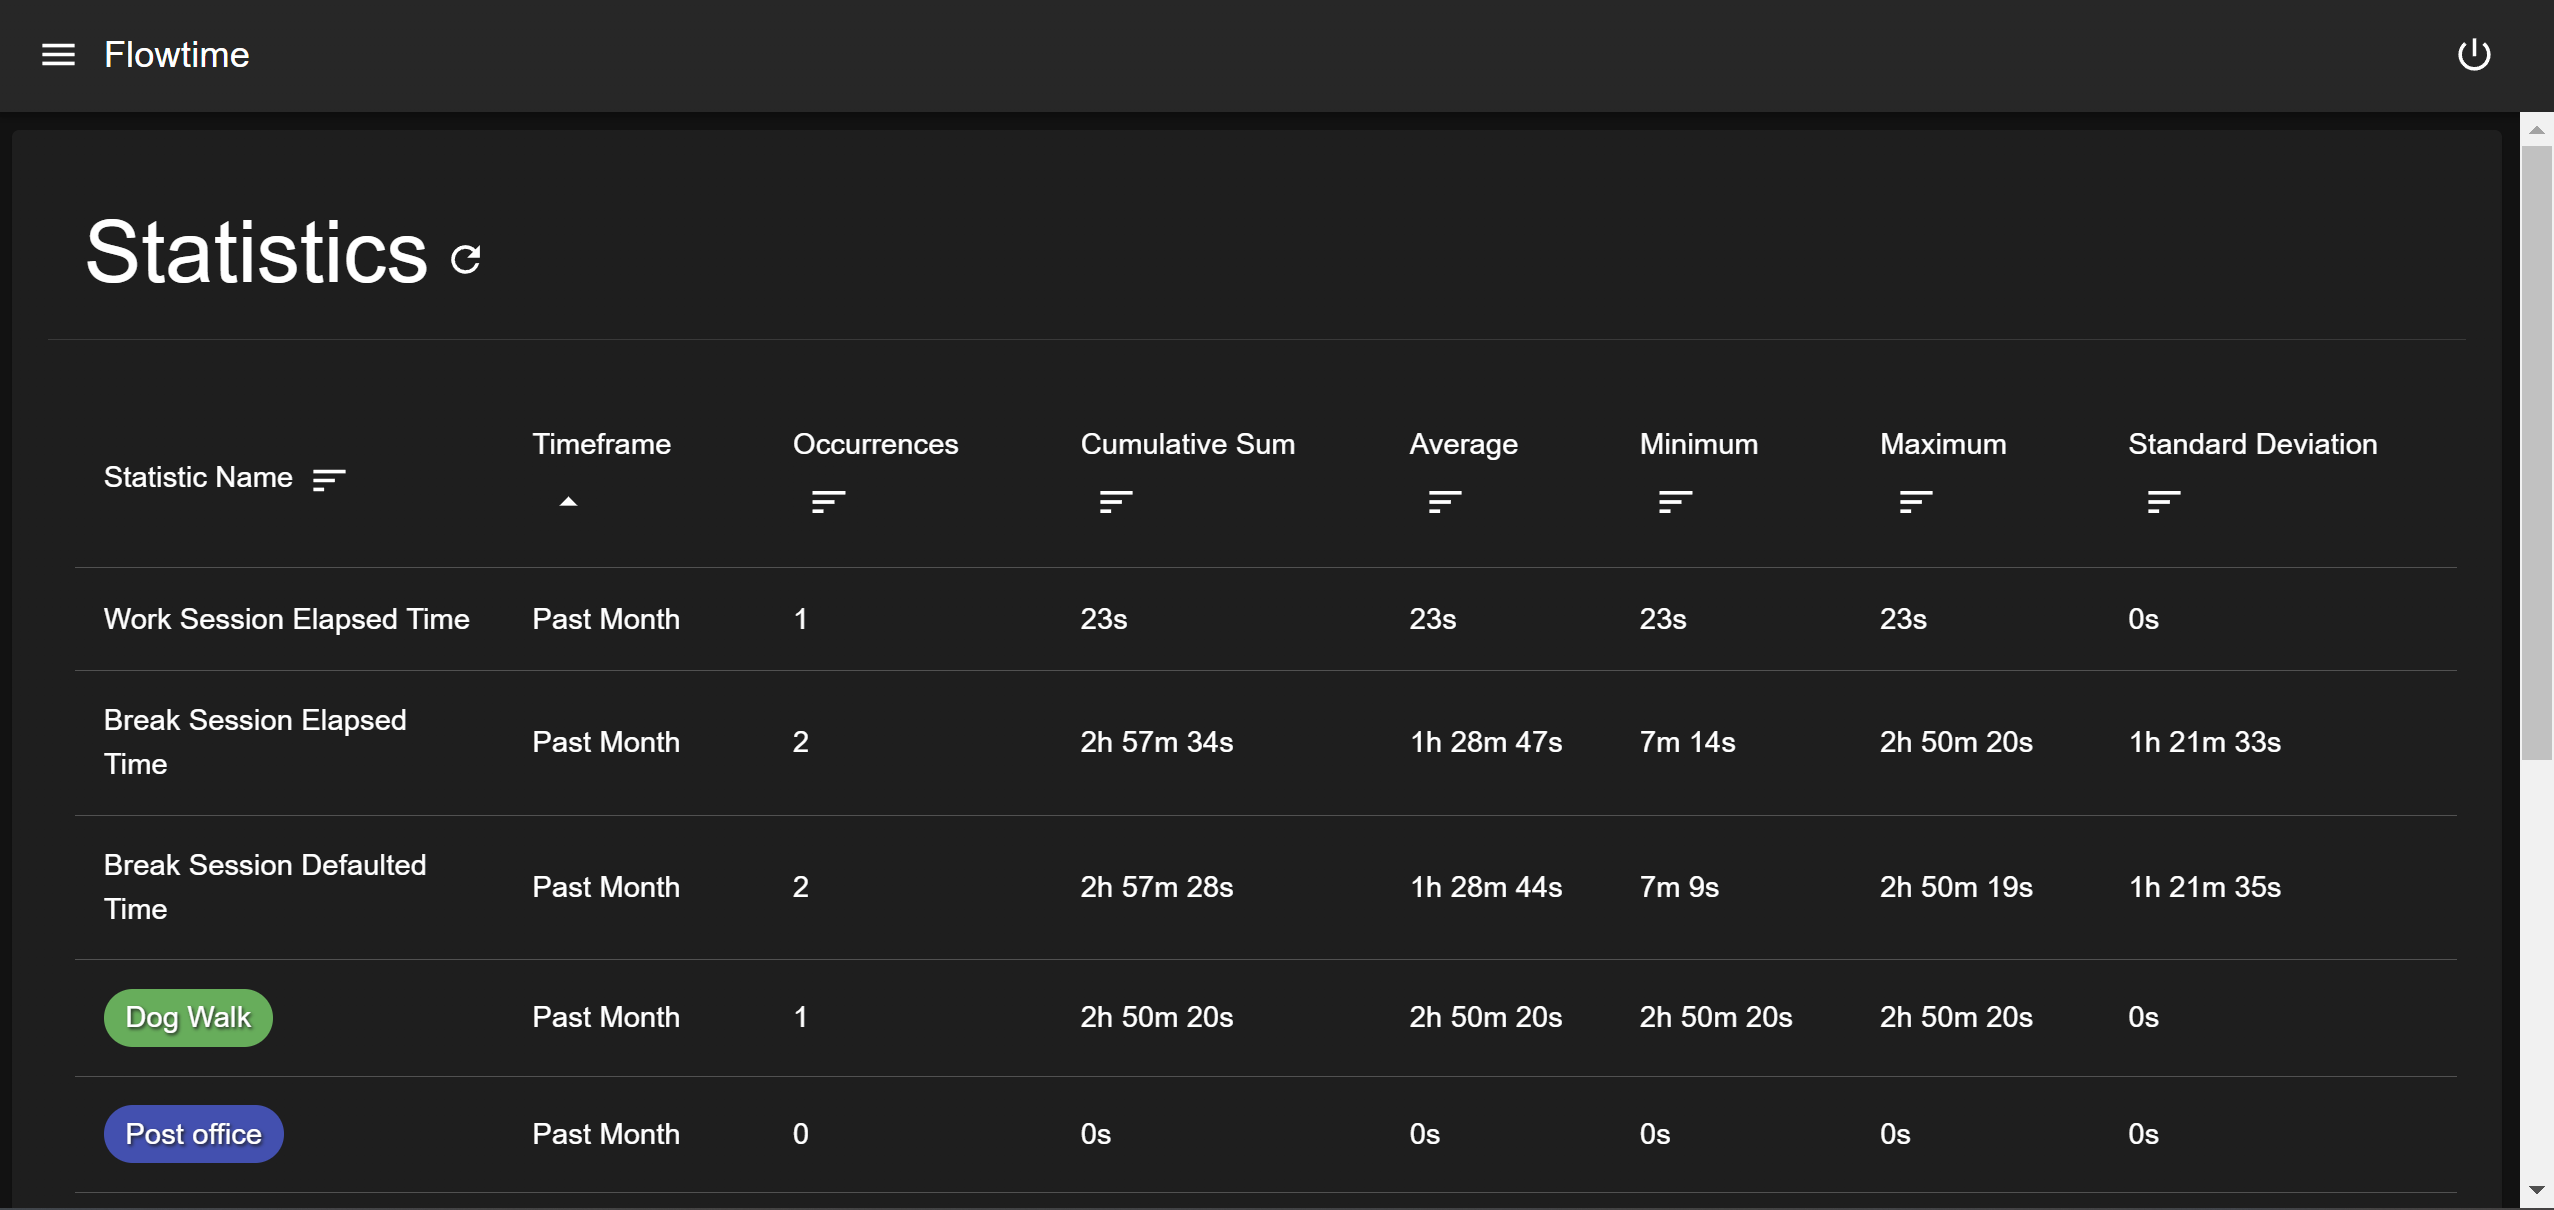 Flowtime
Statistics
Statistic Name Timeframe Occurrences Cumulative Sum Average Minimum Maximum Standard Deviation
Work Session Elapsed Time Past Month 1 23s 23s 23s 23s 0s
Break Session Elapsed
Time Past Month 2 2h 57m 34s 1h 28m 47s 7m 14s 2h 50m 20s 1h 21m 33s
Break Session Defaulted
Time Past Month 2 2h 57m 28s 1h 28m 44s 7m 9s 2h 50m 19s 1h 21m 35s
Dog Walk Past Month 1 2h 50m 20s 2h 50m 20s 2h 50m 20s 2h 50m 20s 0s
Post office Past Month 0 0s 0s 0s 0s 0s